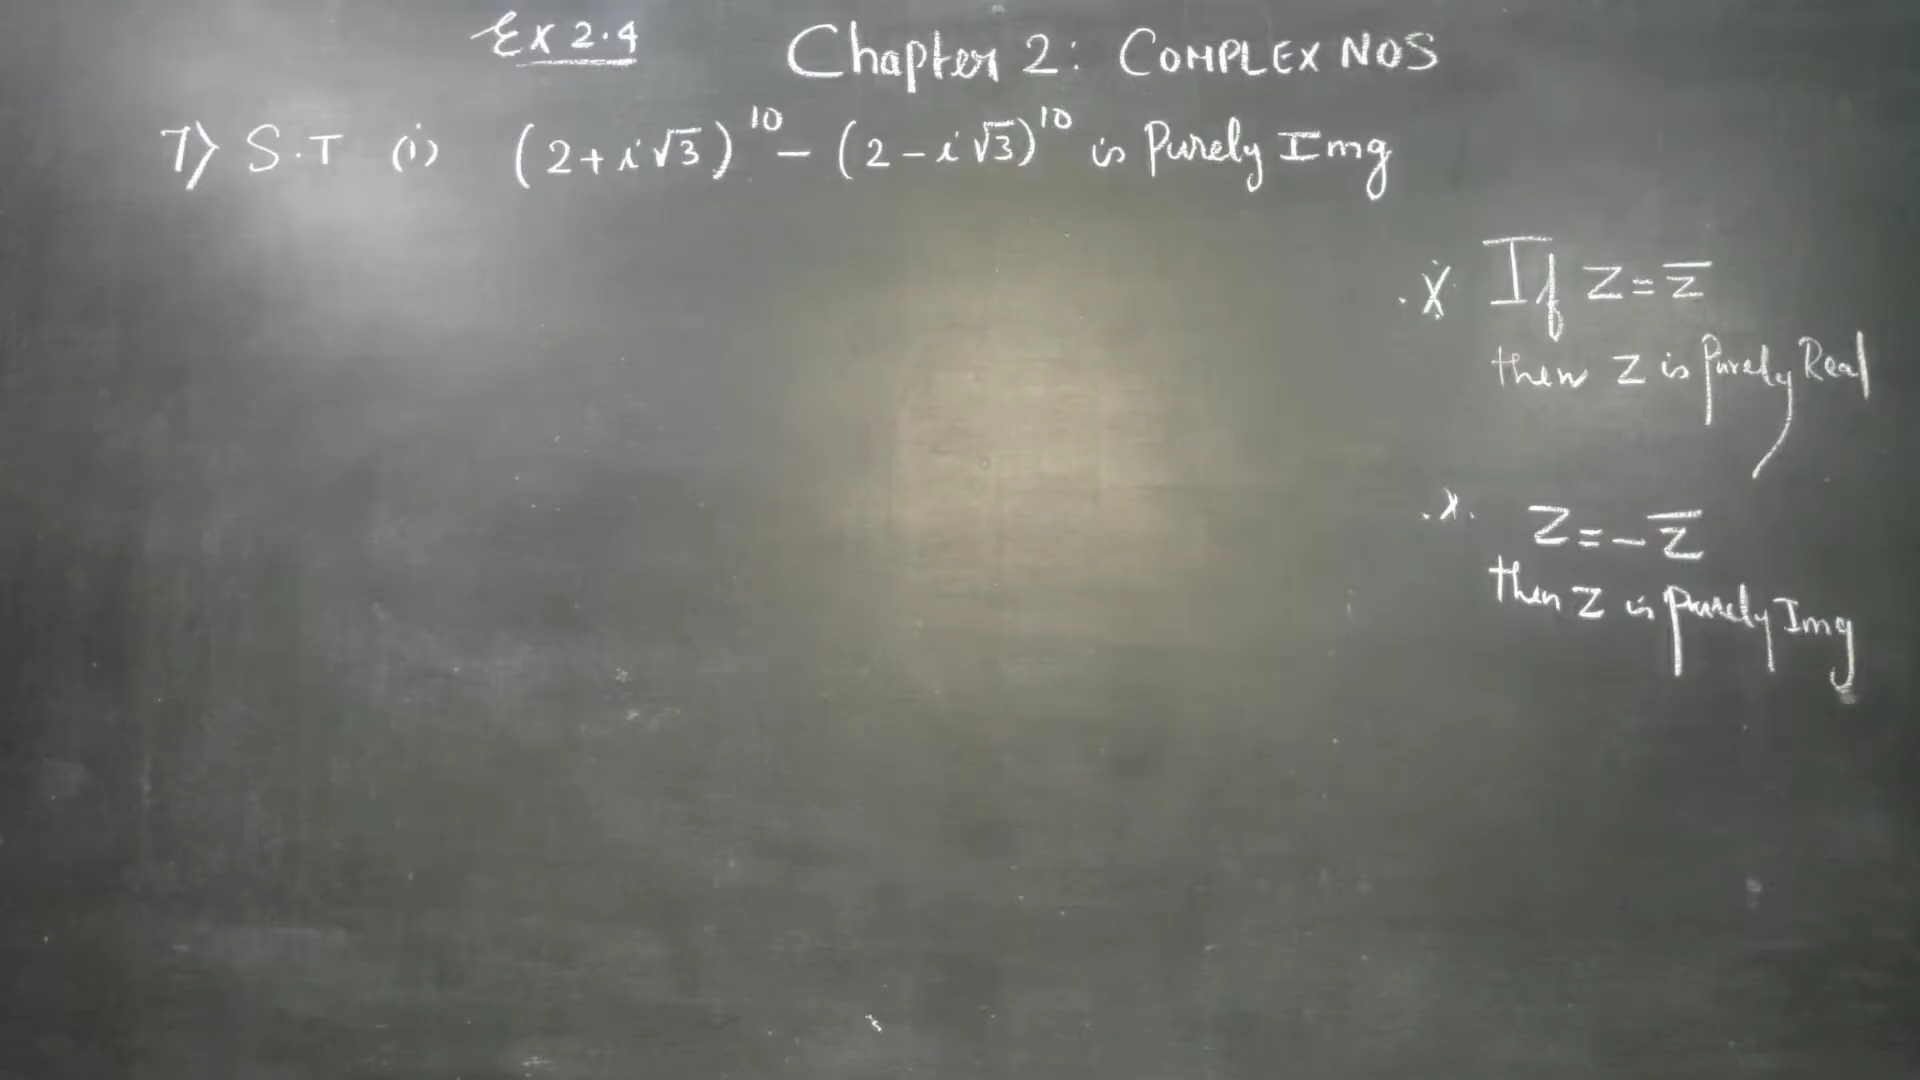 Ex 2.4 Chapter 2: COMPLEX NOS
7) S.T (i) (2+i√3)¹⁰ - (2-i√3)¹⁰ is Purely Img
If z = z̄
then z is purely Real
z = -z̄
then z is purely Img